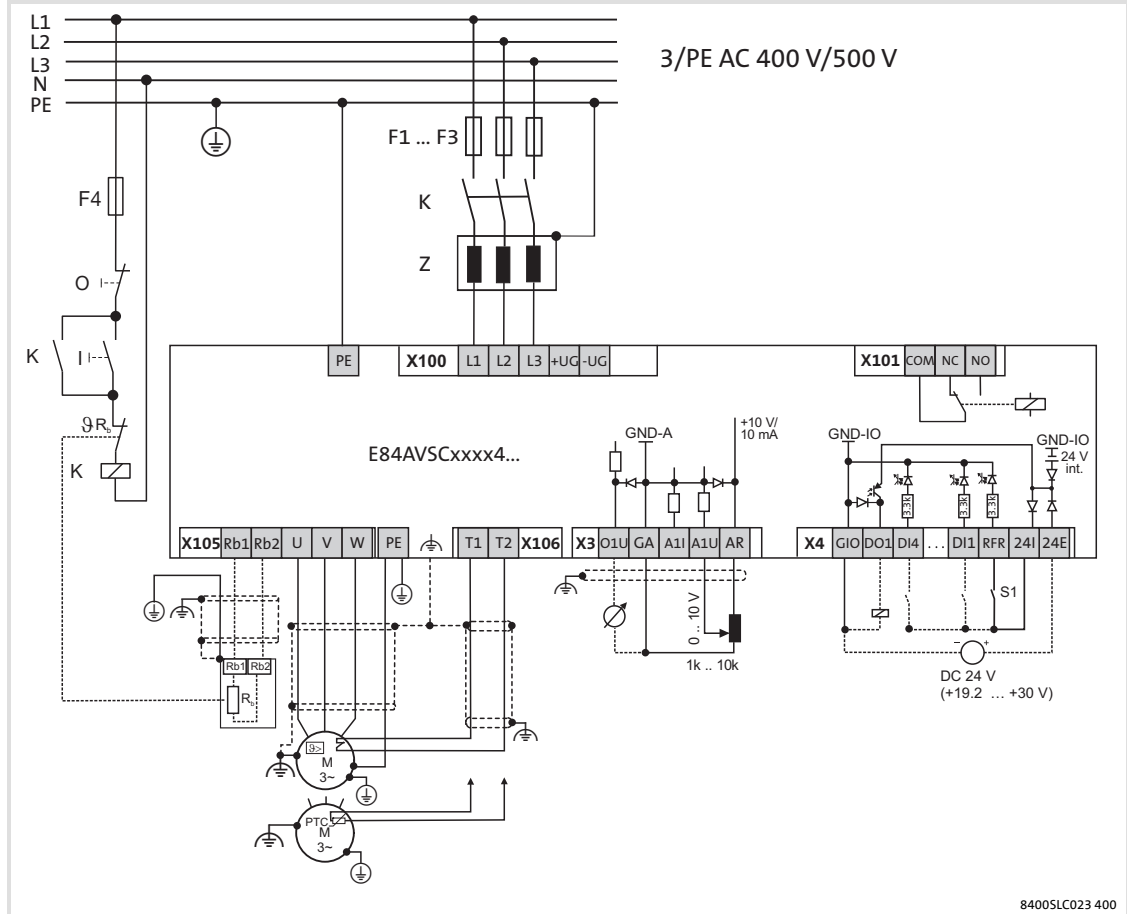 L1
L2
L3
N
PE
3/PE AC 400 V/500 V
F1 ... F3
F4
K
O
Z
K
I
ϑRb
K
PE
X100 L1 L2 L3 +UG -UG
X101 COM NC NO
E84AVSCxxxx4...
GND-A
+10 V/
10 mA
GND-IO
GND-IO
24 V
int.
3.3k
3.3k
3.3k
X105 Rb1 Rb2 U V W PE
T1 T2 X106
X3 O1U GA A1I A1U AR
X4 GIO DO1 DI4 ... DI1 RFR 24I 24E
S1
0 .. 10 V
1k .. 10k
– +
DC 24 V
(+19.2 ... +30 V)
Rb1 Rb2
Rb
ϑ>
M
3~
PTC
M
3~
8400SLC023 400